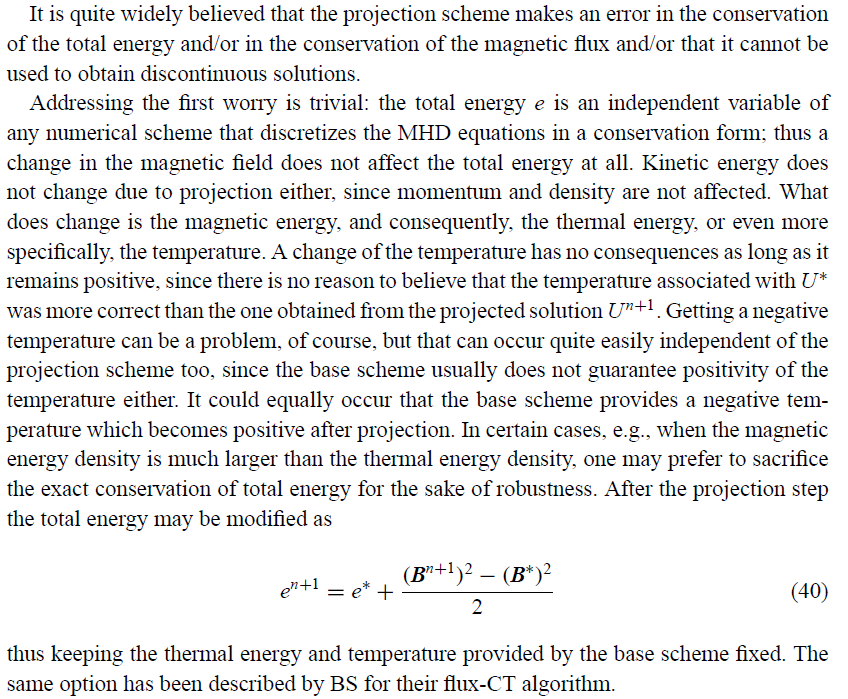 It is quite widely believed that the projection scheme makes an error in the conservation
of the total energy and/or in the conservation of the magnetic flux and/or that it cannot be
used to obtain discontinuous solutions.
Addressing the first worry is trivial: the total energy e is an independent variable of
any numerical scheme that discretizes the MHD equations in a conservation form; thus a
change in the magnetic field does not affect the total energy at all. Kinetic energy does
not change due to projection either, since momentum and density are not affected. What
does change is the magnetic energy, and consequently, the thermal energy, or even more
specifically, the temperature. A change of the temperature has no consequences as long as it
remains positive, since there is no reason to believe that the temperature associated with U*
was more correct than the one obtained from the projected solution Uⁿ⁺¹. Getting a negative
temperature can be a problem, of course, but that can occur quite easily independent of the
projection scheme too, since the base scheme usually does not guarantee positivity of the
temperature either. It could equally occur that the base scheme provides a negative tem-
perature which becomes positive after projection. In certain cases, e.g., when the magnetic
energy density is much larger than the thermal energy density, one may prefer to sacrifice
the exact conservation of total energy for the sake of robustness. After the projection step
the total energy may be modified as
eⁿ⁺¹ = e* + ((Bⁿ⁺¹)² − (B*)²)/2 (40)
thus keeping the thermal energy and temperature provided by the base scheme fixed. The
same option has been described by BS for their flux-CT algorithm.